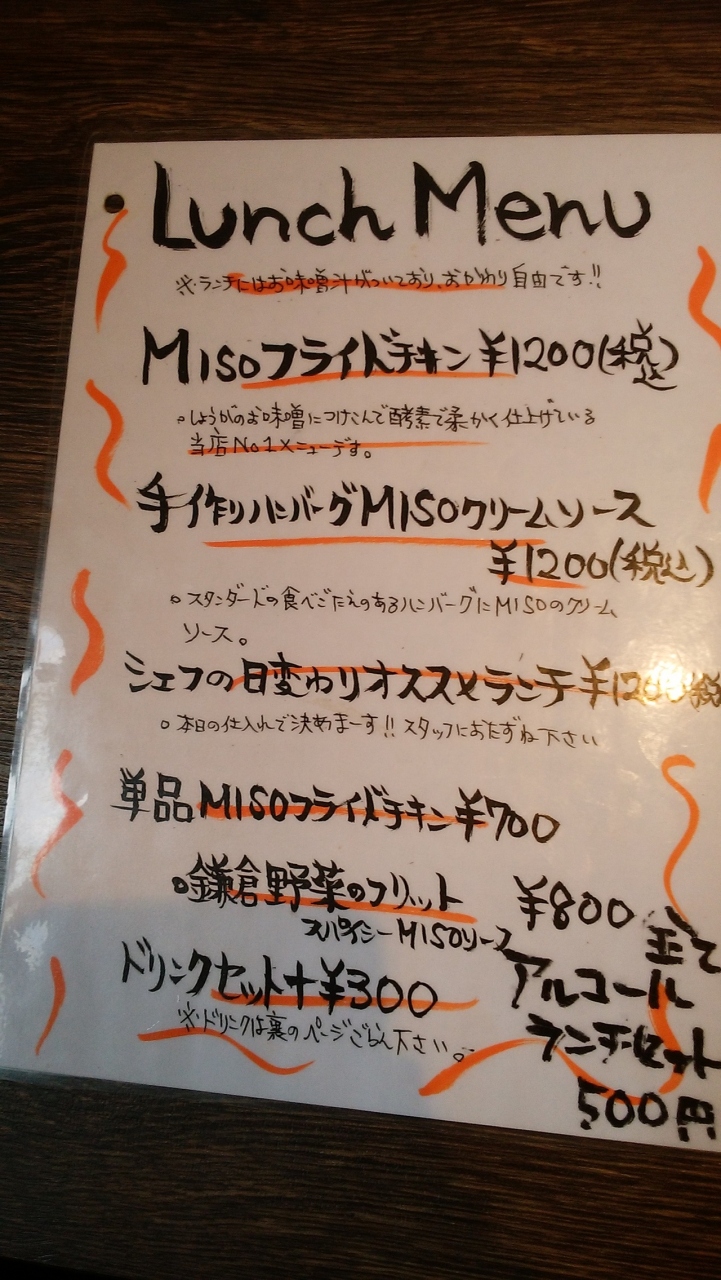 Lunch Menu
※ランチにはお味噌汁がついており、おかわり自由です!!
MISOフライドチキン¥1200(税込)
・しょうがのお味噌につけこんで酵素で柔かく仕上げている
当店No1メニューです。
手作りハンバーグMISOクリームソース
¥1200(税込)
・スタンダードの食べごたえのあるハンバーグにMISOのクリーム
ソース。
シェフの日変わりオススメランチ¥1200
・本日の仕入れで決めまーす!!スタッフにおたずね下さい
単品MISOフライドチキン¥700
・鎌倉野菜のフリット ¥800
スパイシーMISOソース
ドリンクセット+¥300
※ドリンクは裏のページごらん下さい。
アルコール
ランチセット
500円